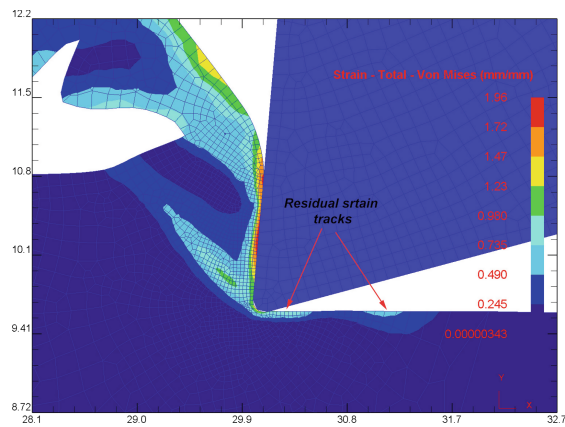 12.2
Strain - Total - Von Mises (mm/mm)
11.5
1.95
1.72
1.47
10.8
1.23
0.980
Residual srtain
tracks
0.735
10.1
0.490
0.245
9.41
0.00000343
Y
X
8.72
28.1 29.0 29.9 30.8 31.7 32.7